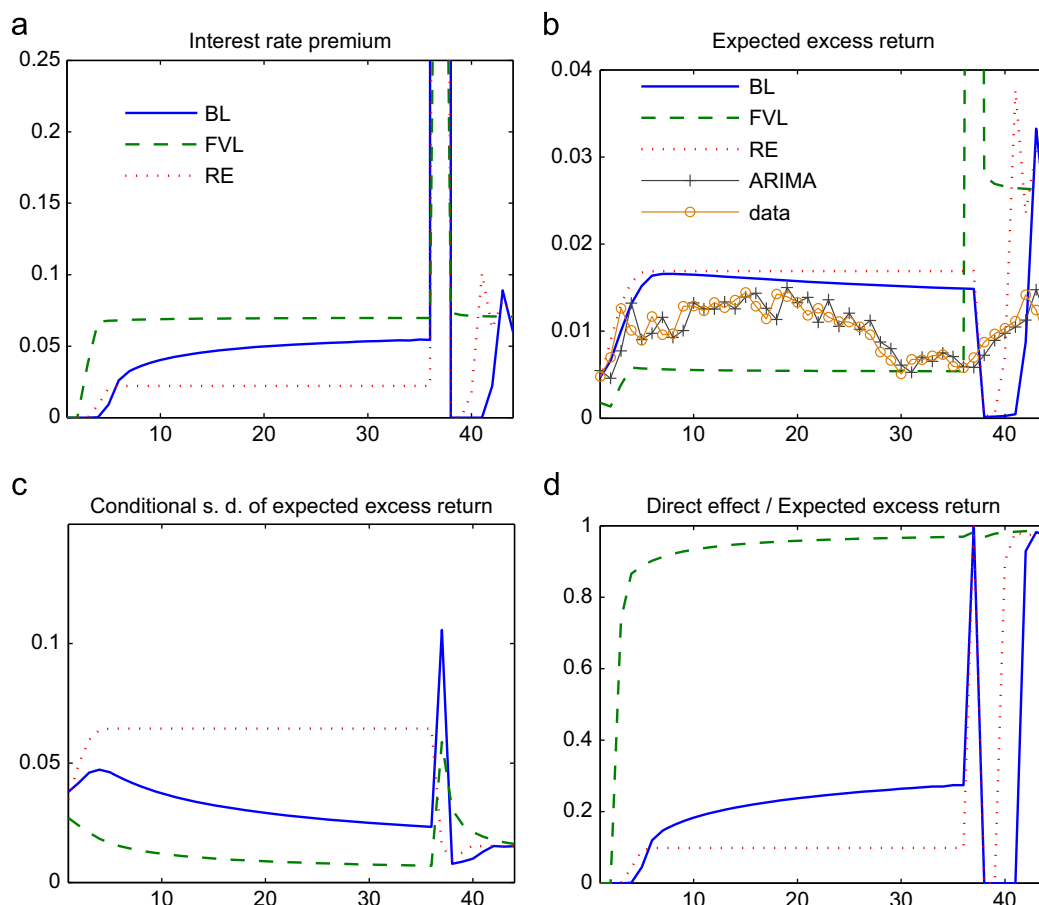 a
Interest rate premium
0.25
0.2
0.15
0.1
0.05
0
10
20
30
40
BL
FVL
RE
b
Expected excess return
0.04
0.03
0.02
0.01
0
10
20
30
40
BL
FVL
RE
ARIMA
data
c
Conditional s. d. of expected excess return
0.1
0.05
0
10
20
30
40
d
Direct effect / Expected excess return
1
0.8
0.6
0.4
0.2
0
10
20
30
40